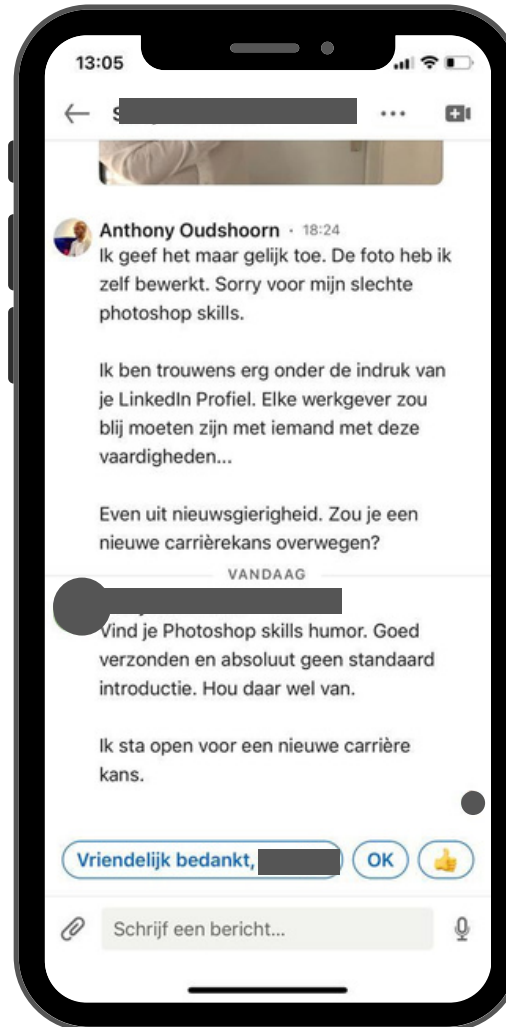 13:05
Anthony Oudshoorn · 18:24
Ik geef het maar gelijk toe. De foto heb ik
zelf bewerkt. Sorry voor mijn slechte
photoshop skills.
Ik ben trouwens erg onder de indruk van
je LinkedIn Profiel. Elke werkgever zou
blij moeten zijn met iemand met deze
vaardigheden...
Even uit nieuwsgierigheid. Zou je een
nieuwe carrièrekans overwegen?
VANDAAG
Vind je Photoshop skills humor. Goed
verzonden en absoluut geen standaard
introductie. Hou daar wel van.
Ik sta open voor een nieuwe carrière
kans.
Vriendelijk bedankt,
OK
Schrijf een bericht...